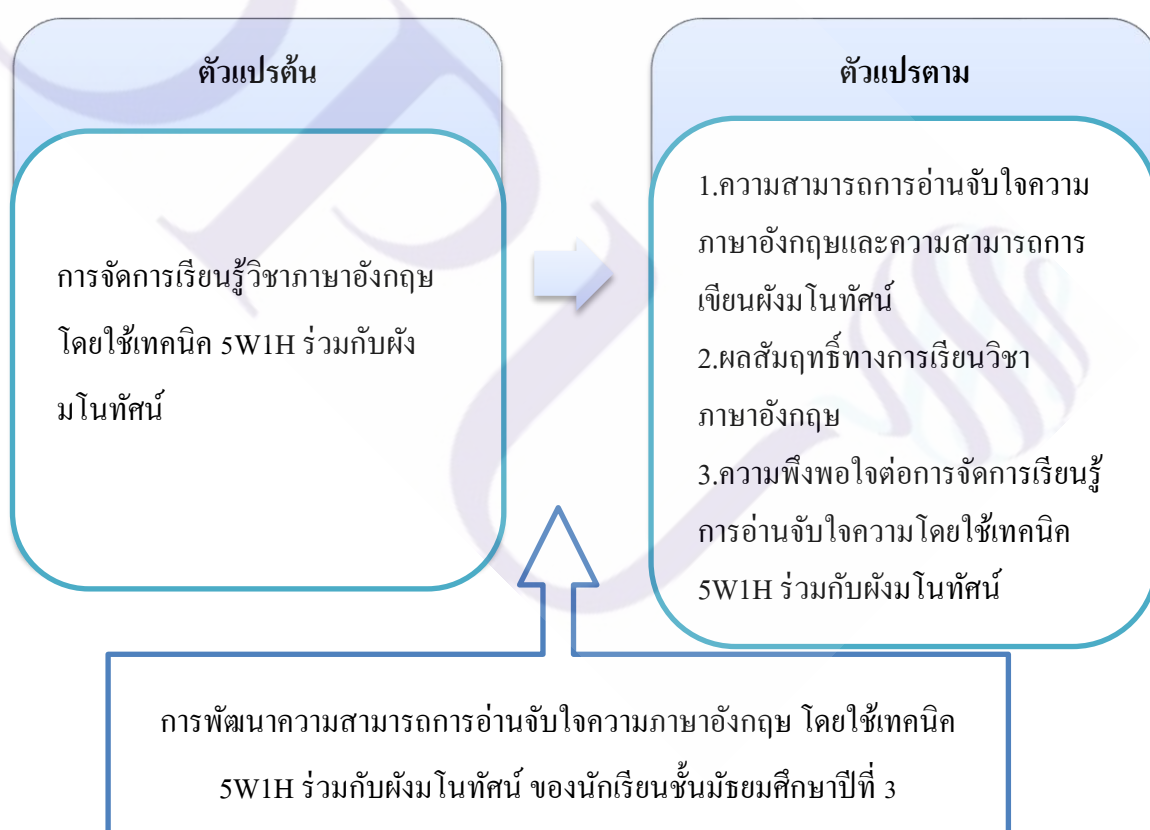 ตัวแปรต้น
การจัดการเรียนรู้วิชาภาษาอังกฤษ
โดยใช้เทคนิค 5W1H ร่วมกับผัง
มโนทัศน์
ตัวแปรตาม
1.ความสามารถการอ่านจับใจความ
ภาษาอังกฤษและความสามารถการ
เขียนผังมโนทัศน์
2.ผลสัมฤทธิ์ทางการเรียนวิชา
ภาษาอังกฤษ
3.ความพึงพอใจต่อการจัดการเรียนรู้
การอ่านจับใจความโดยใช้เทคนิค
5W1H ร่วมกับผังมโนทัศน์
การพัฒนาความสามารถการอ่านจับใจความภาษาอังกฤษ โดยใช้เทคนิค
5W1H ร่วมกับผังมโนทัศน์ ของนักเรียนชั้นมัธยมศึกษาปีที่ 3